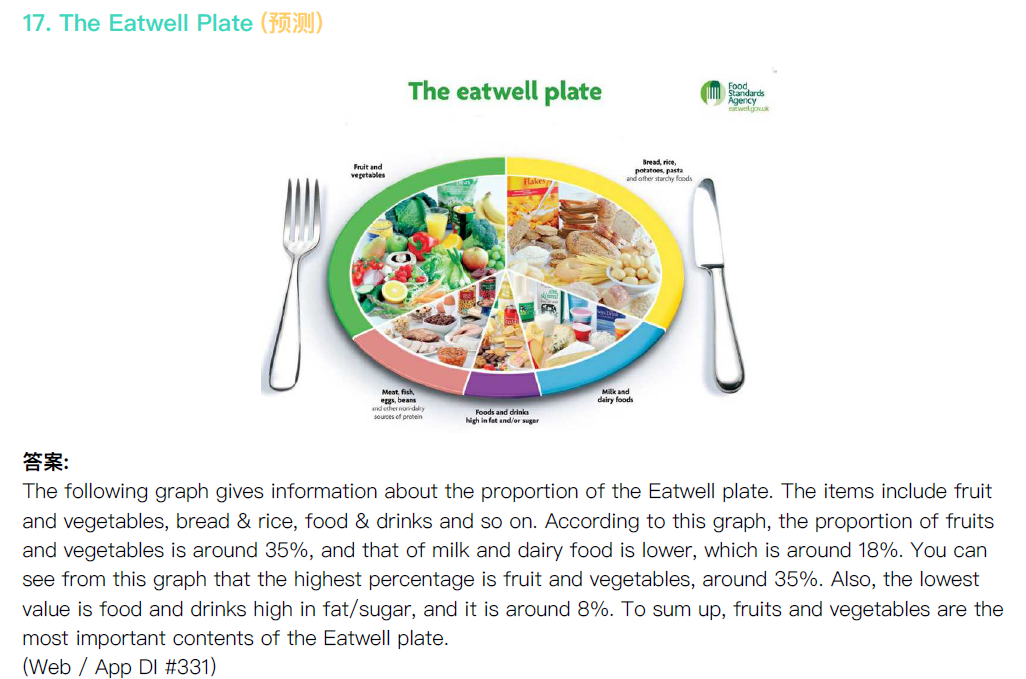 17. The Eatwell Plate (预测)
The eatwell plate
Food
Standards
Agency
eatwell.gov.uk
Fruit and
vegetables
Bread, rice,
potatoes, pasta
and other starchy foods
Flakes
Meat, fish,
eggs, beans
and other non-dairy
sources of protein
Foods and drinks
high in fat and/or sugar
Milk and
dairy foods
答案:
The following graph gives information about the proportion of the Eatwell plate. The items include fruit
and vegetables, bread & rice, food & drinks and so on. According to this graph, the proportion of fruits
and vegetables is around 35%, and that of milk and dairy food is lower, which is around 18%. You can
see from this graph that the highest percentage is fruit and vegetables, around 35%. Also, the lowest
value is food and drinks high in fat/sugar, and it is around 8%. To sum up, fruits and vegetables are the
most important contents of the Eatwell plate.
(Web / App DI #331)